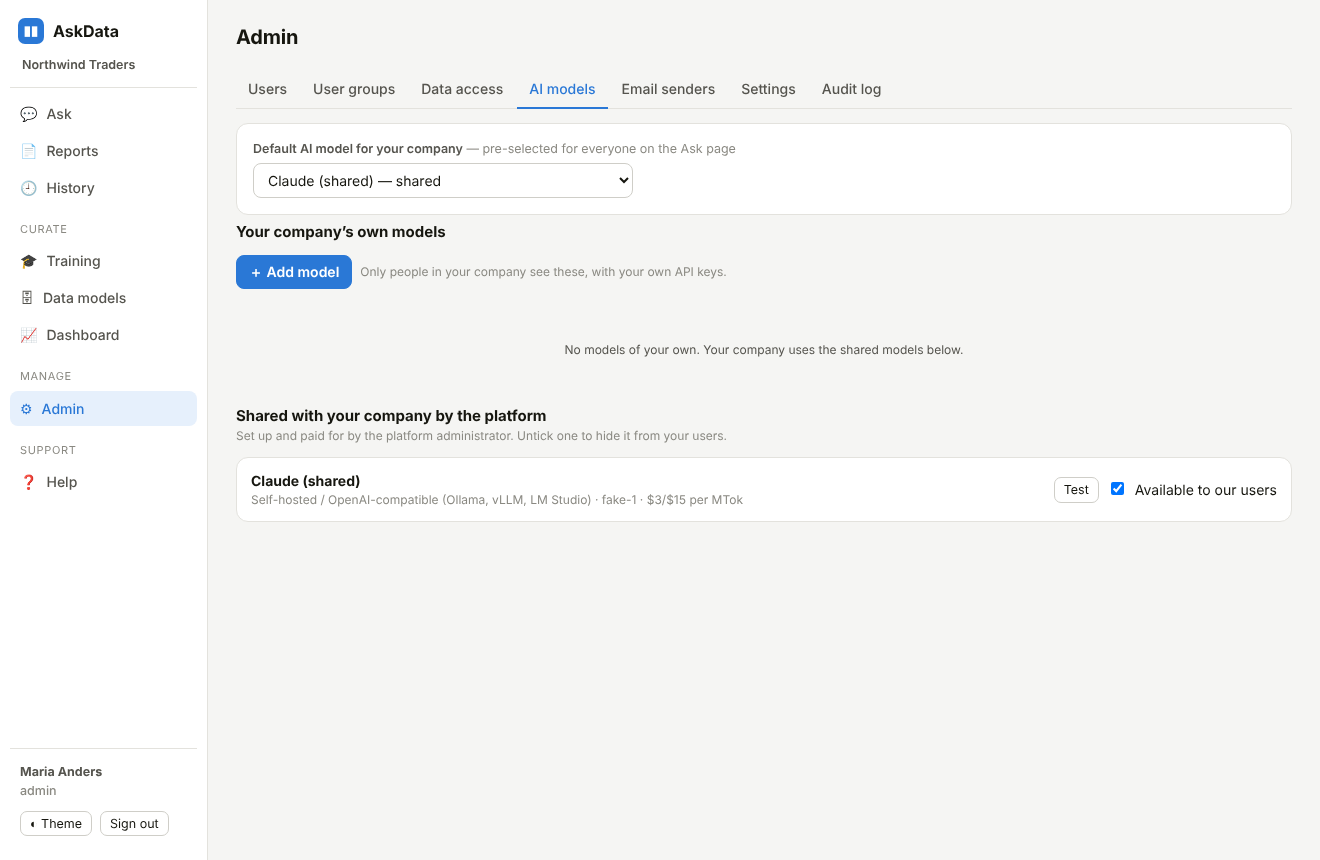 AskData
Northwind Traders
Ask
Reports
History
CURATE
Training
Data models
Dashboard
MANAGE
Admin
SUPPORT
Help
Maria Anders
admin
Theme
Sign out
Admin
Users
User groups
Data access
AI models
Email senders
Settings
Audit log
Default AI model for your company — pre-selected for everyone on the Ask page
Claude (shared) — shared
Your company’s own models
+ Add model
Only people in your company see these, with your own API keys.
No models of your own. Your company uses the shared models below.
Shared with your company by the platform
Set up and paid for by the platform administrator. Untick one to hide it from your users.
Claude (shared)
Self-hosted / OpenAI-compatible (Ollama, vLLM, LM Studio) · fake-1 · $3/$15 per MTok
Test
Available to our users